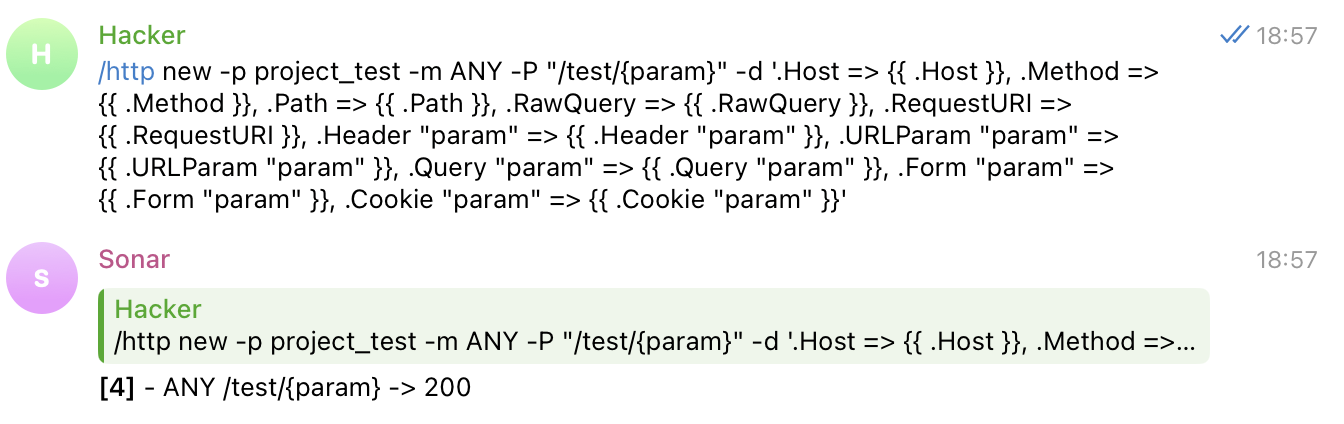 H
Hacker
18:57
/http new -p project_test -m ANY -P "/test/{param}" -d '.Host => {{ .Host }}, .Method =>
{{ .Method }}, .Path => {{ .Path }}, .RawQuery => {{ .RawQuery }}, .RequestURI =>
{{ .RequestURI }}, .Header "param" => {{ .Header "param" }}, .URLParam "param" =>
{{ .URLParam "param" }}, .Query "param" => {{ .Query "param" }}, .Form "param" =>
{{ .Form "param" }}, .Cookie "param" => {{ .Cookie "param" }}'
S
Sonar
18:57
Hacker
/http new -p project_test -m ANY -P "/test/{param}" -d '.Host => {{ .Host }}, .Method =>...
[4] - ANY /test/{param} -> 200